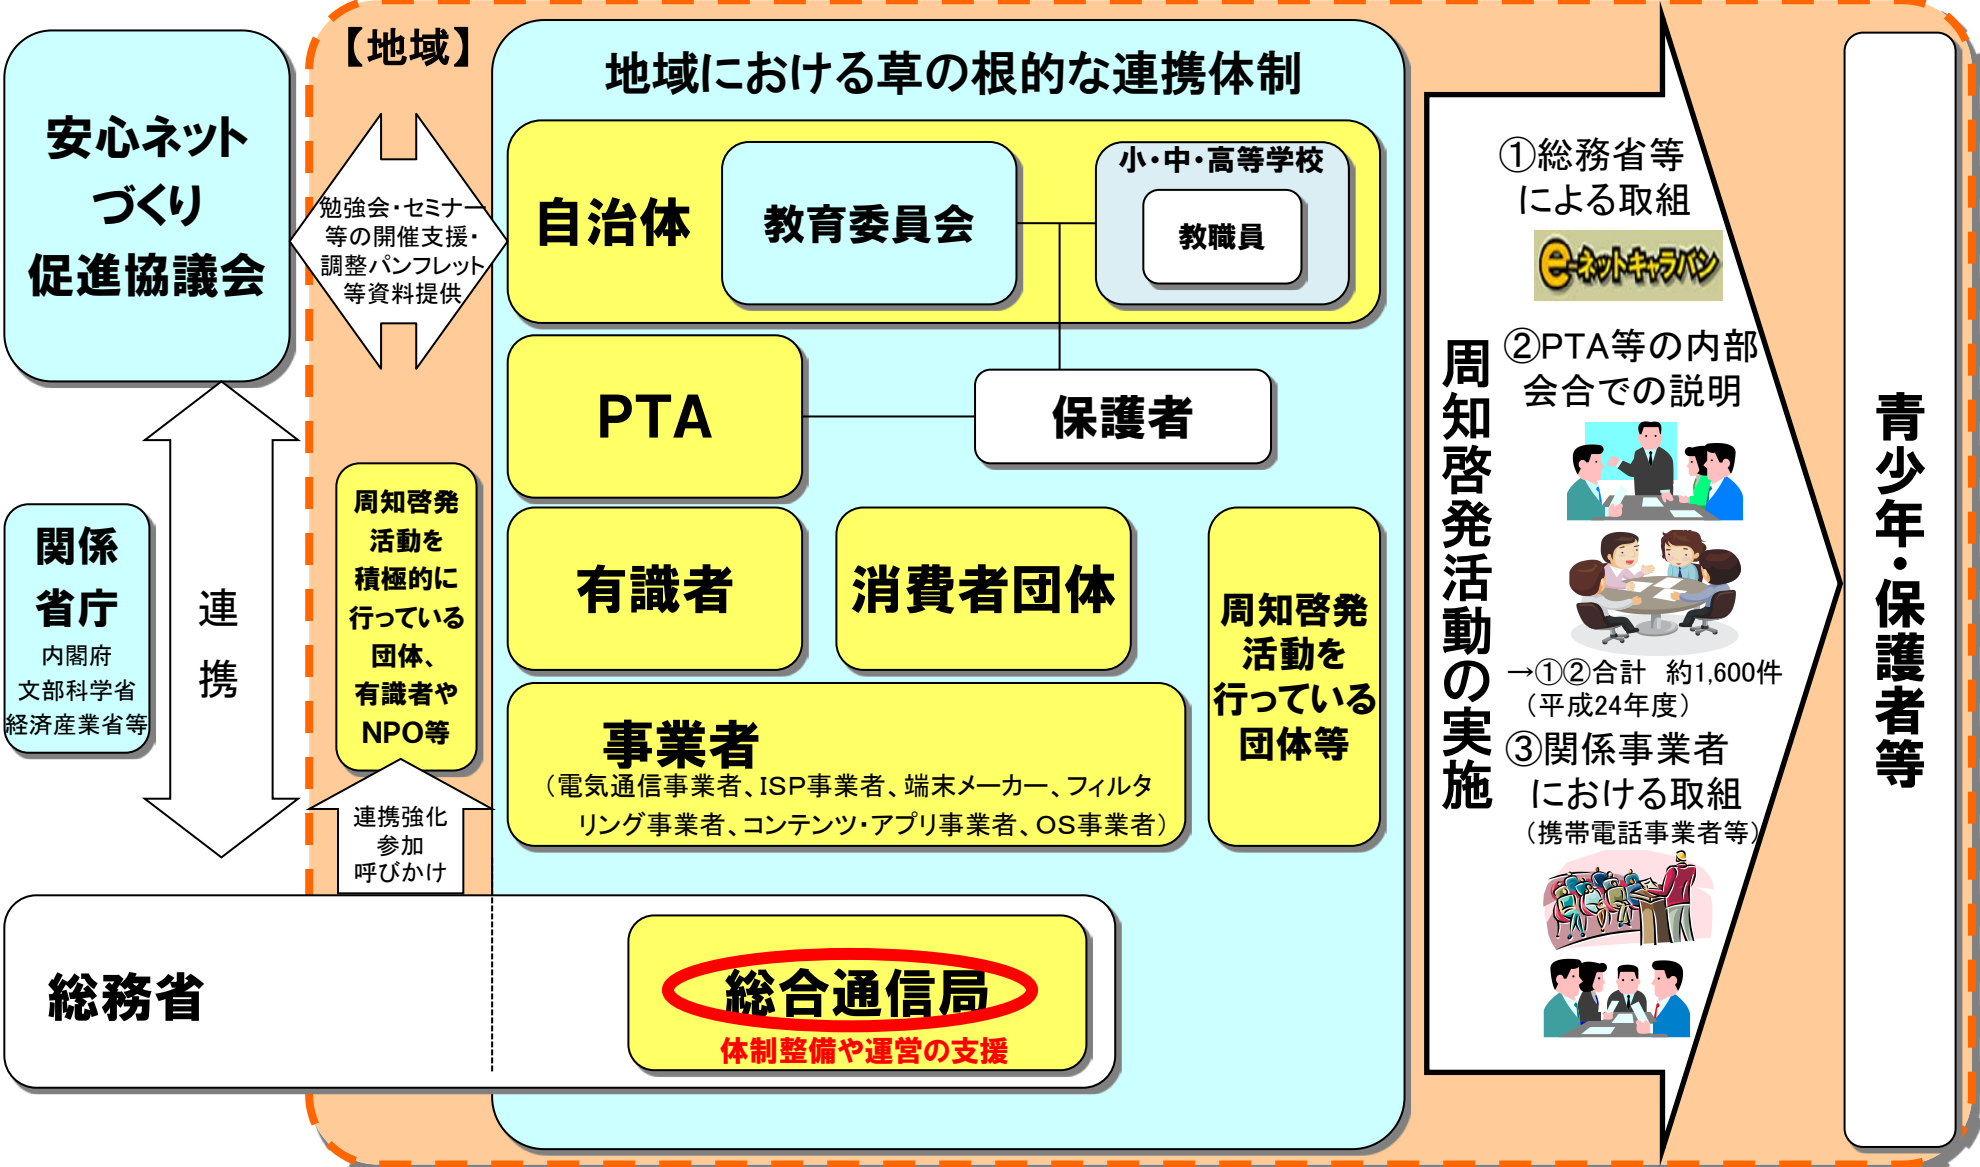 安心ネット
づくり
促進協議会
関係
省庁
内閣府
文部科学省
経済産業省等
連
携
【地域】
勉強会・セミナー
等の開催支援・
調整パンフレット
等資料提供
周知啓発
活動を
積極的に
行っている
団体、
有識者や
NPO等
連携強化
参加
呼びかけ
地域における草の根的な連携体制
自治体
教育委員会
小・中・高等学校
教職員
PTA
保護者
有識者
消費者団体
周知啓発
活動を
行っている
団体等
事業者
（電気通信事業者、ISP事業者、端末メーカー、フィルタ
リング事業者、コンテンツ・アプリ事業者、OS事業者）
総務省
総合通信局
体制整備や運営の支援
周知啓発活動の実施
①総務省等
による取組
e-ネットキャラバン
②PTA等の内部
会合での説明
→①②合計　約1,600件
（平成24年度）
③関係事業者
における取組
（携帯電話事業者等）
青少年・保護者等